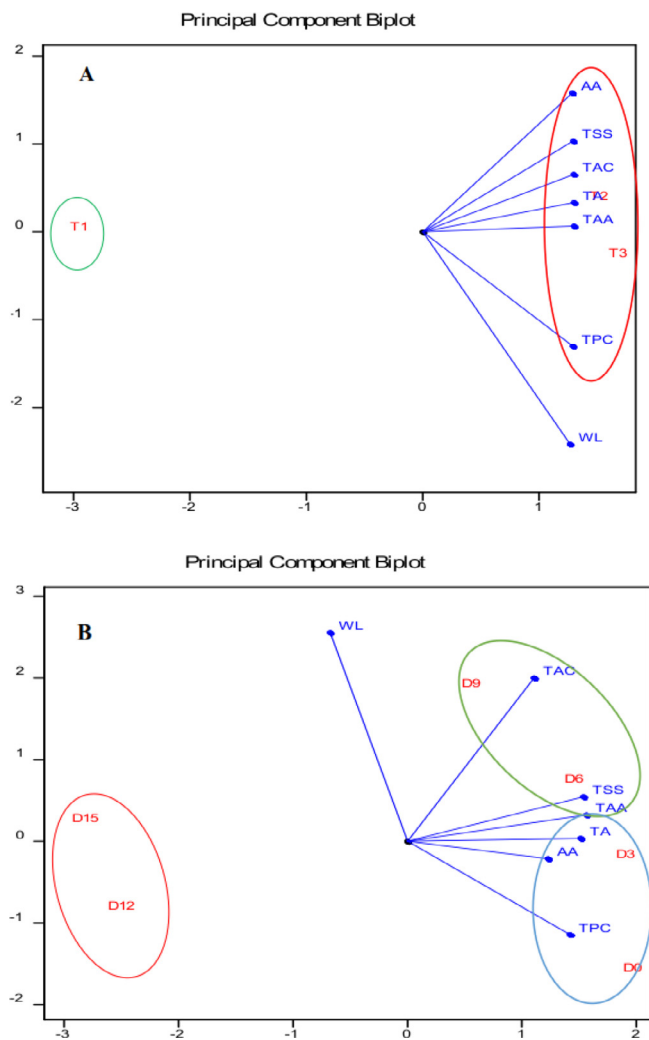 Principal Component Biplot
2
A
AA
TSS
1
TAC
TA
T2
T1
TAA
0
T3
-1
TPC
-2
WL
-3
-2
-1
0
1
Principal Component Biplot
3
B
WL
2
TAC
D9
1
D6
TSS
TAA
D15
0
TA
D3
AA
D12
-1
TPC
D0
-2
-3
-2
-1
0
1
2